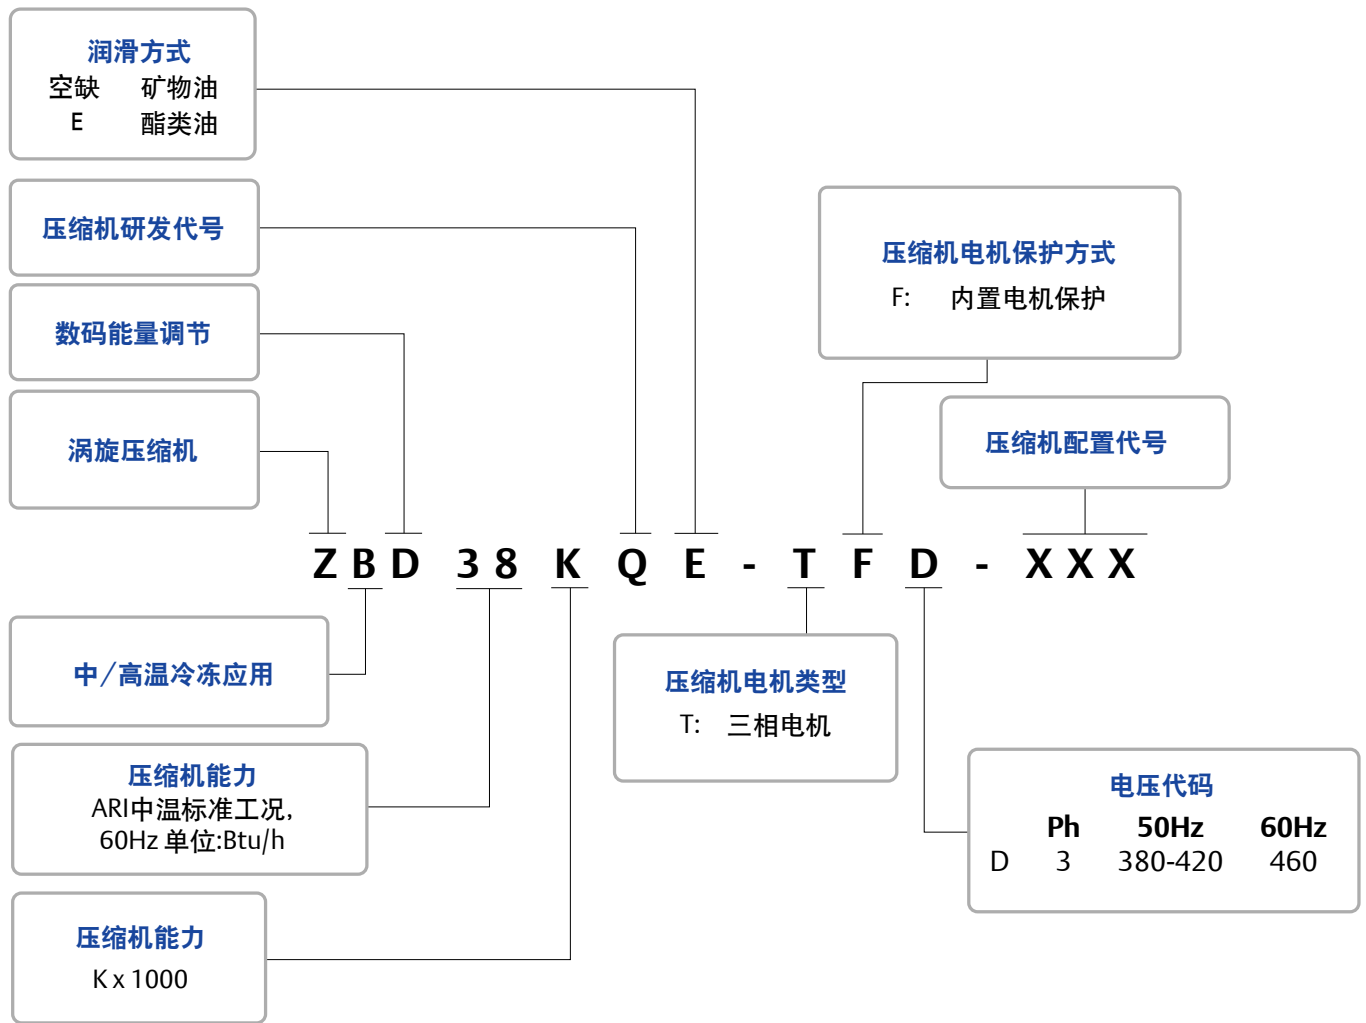 润滑方式
空缺 矿物油
E 酯类油
压缩机研发代号
数码能量调节
涡旋压缩机
压缩机电机保护方式
F: 内置电机保护
压缩机配置代号
Z B D 3 8 K Q E - T F D - X X X
中/高温冷冻应用
压缩机能力
ARI中温标准工况,
60Hz 单位:Btu/h
压缩机能力
K x 1000
压缩机电机类型
T: 三相电机
电压代码
Ph 50Hz 60Hz
D 3 380-420 460